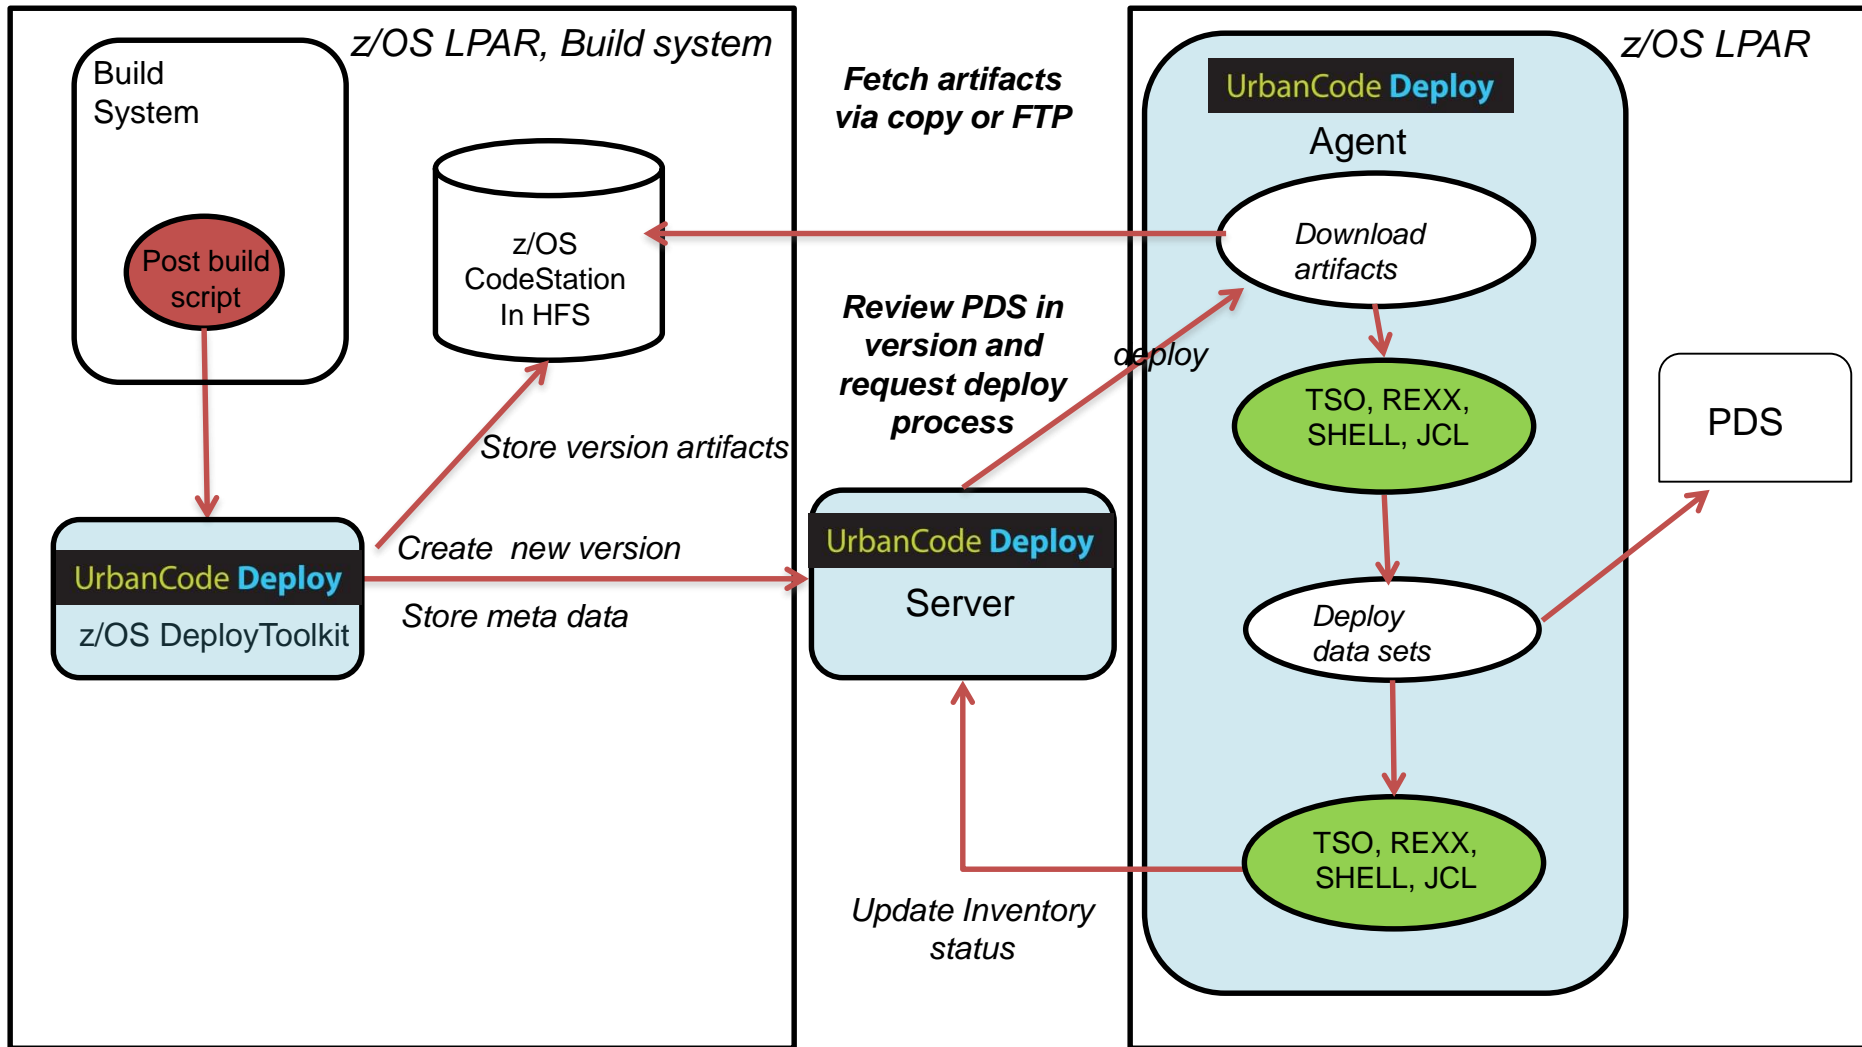 z/OS LPAR, Build system
Build
System
Post build
script
z/OS
CodeStation
In HFS
Store version artifacts
Create  new version
Store meta data
UrbanCode Deploy
z/OS DeployToolkit
Fetch artifacts
via copy or FTP
Review PDS in
version and
request deploy
process
deploy
UrbanCode Deploy
Server
Update Inventory
status
z/OS LPAR
UrbanCode Deploy
Agent
Download
artifacts
TSO, REXX,
SHELL, JCL
Deploy
data sets
TSO, REXX,
SHELL, JCL
PDS